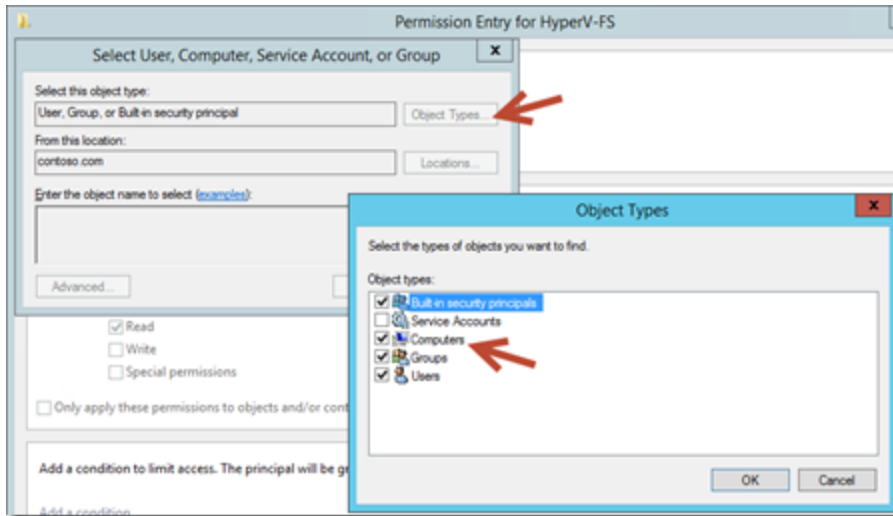 Permission Entry for HyperV-FS
Select User, Computer, Service Account, or Group
x
Select this object type:
User, Group, or Built-in security principal
Object Types...
From this location:
contoso.com
Locations...
Enter the object name to select (examples):
Advanced...
Read
Write
Special permissions
Only apply these permissions to objects and/or cont
Add a condition to limit access. The principal will be gr
Add a condition
Object Types
x
Select the types of objects you want to find.
Object types:
Built-in security principals
Service Accounts
Computers
Groups
Users
OK
Cancel